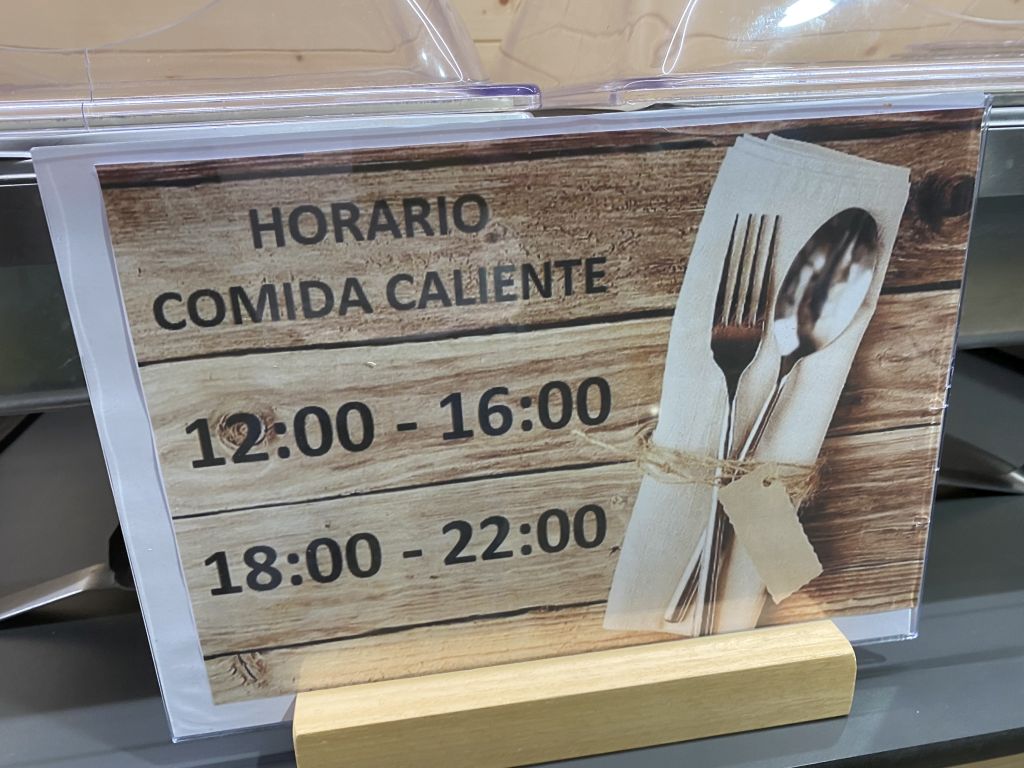 HORARIO
COMIDA CALIENTE
12:00 - 16:00
18:00 - 22:00